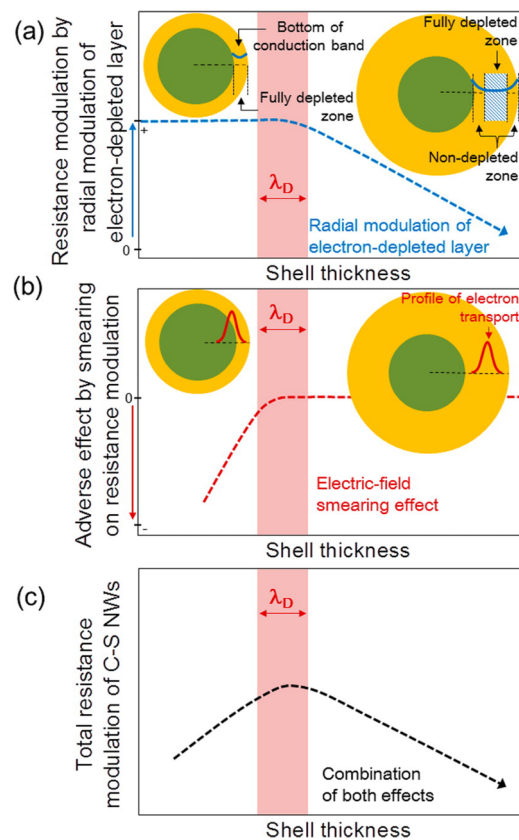 (a)
Resistance modulation by
radial modulation of
electron-depleted layer
+
0
Bottom of
conduction band
Fully depleted
zone
Fully depleted
zone
Non-depleted
zone
λD
Radial modulation of
electron-depleted layer
Shell thickness
(b)
Adverse effect by smearing
on resistance modulation
0
-
λD
Profile of electron
transport
Electric-field
smearing effect
Shell thickness
(c)
Total resistance
modulation of C-S NWs
λD
Combination
of both effects
Shell thickness